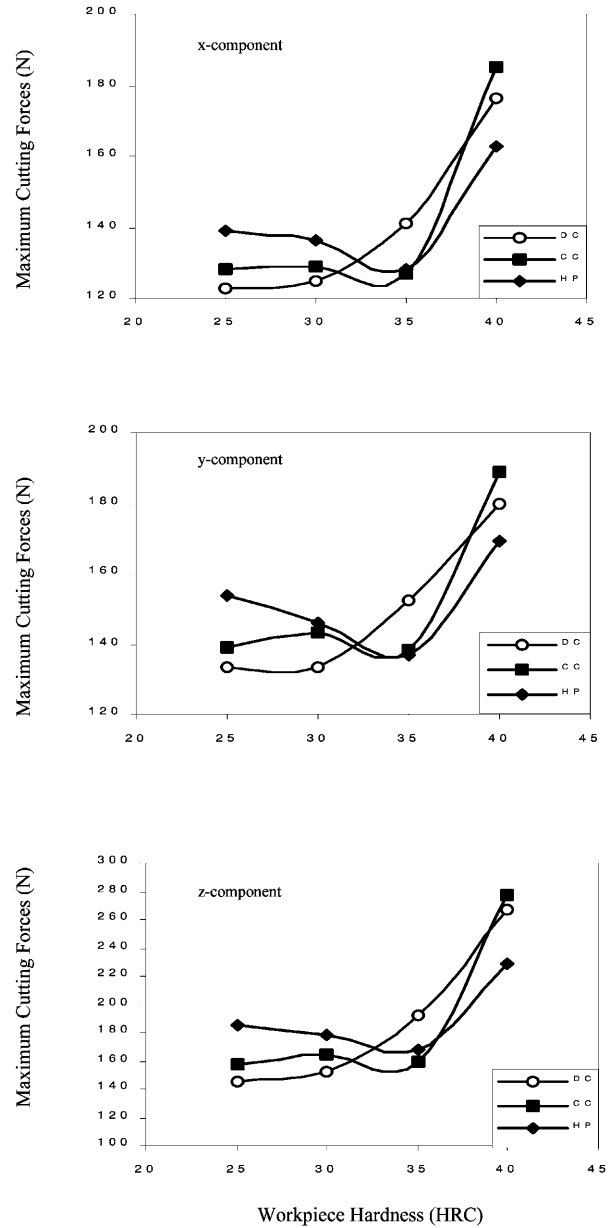 x-component
Maximum Cutting Forces (N)
200
180
160
140
120
20 25 30 35 40 45
DC
CC
HP
y-component
Maximum Cutting Forces (N)
200
180
160
140
120
20 25 30 35 40 45
DC
CC
HP
z-component
Maximum Cutting Forces (N)
300
280
260
240
220
200
180
160
140
120
100
20 25 30 35 40 45
DC
CC
HP
Workpiece Hardness (HRC)